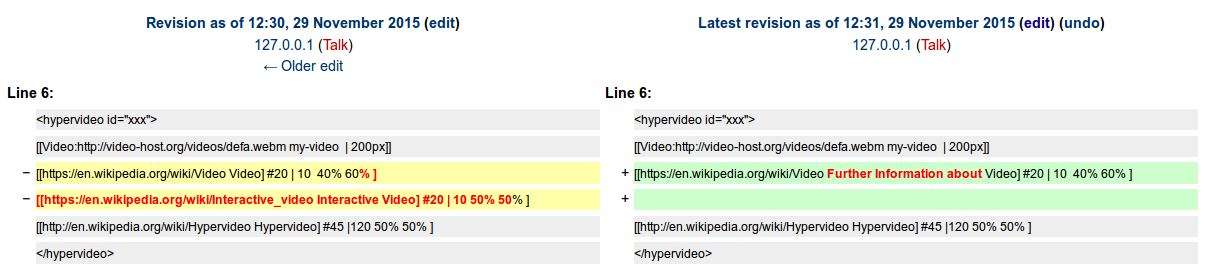 Revision as of 12:30, 29 November 2015 (edit)
127.0.0.1 (Talk)
← Older edit
Line 6:
<hypervideo id="xxx">
[[Video:http://video-host.org/videos/defa.webm my-video | 200px]]
− [[https://en.wikipedia.org/wiki/Video Video] #20 | 10 40% 60% ]
− [[https://en.wikipedia.org/wiki/Interactive_video Interactive Video] #20 | 10 50% 50% ]
[[http://en.wikipedia.org/wiki/Hypervideo Hypervideo] #45 |120 50% 50% ]
</hypervideo>
Latest revision as of 12:31, 29 November 2015 (edit) (undo)
127.0.0.1 (Talk)
Line 6:
<hypervideo id="xxx">
[[Video:http://video-host.org/videos/defa.webm my-video | 200px]]
+ [[https://en.wikipedia.org/wiki/Video Further Information about Video] #20 | 10 40% 60% ]
+
[[http://en.wikipedia.org/wiki/Hypervideo Hypervideo] #45 |120 50% 50% ]
</hypervideo>